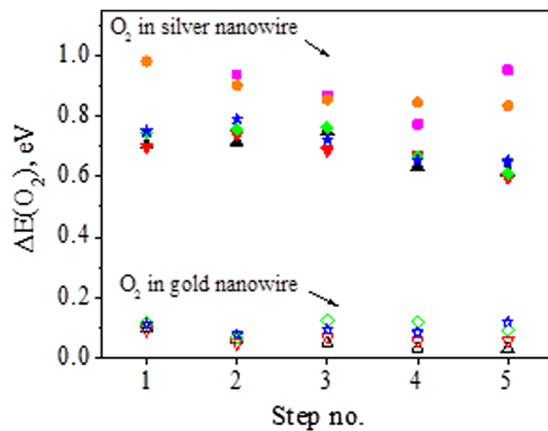 O2 in silver nanowire
1.0
0.8
0.6
0.4
0.2
0.0
ΔE(O2), eV
O2 in gold nanowire
1 2 3 4 5
Step no.